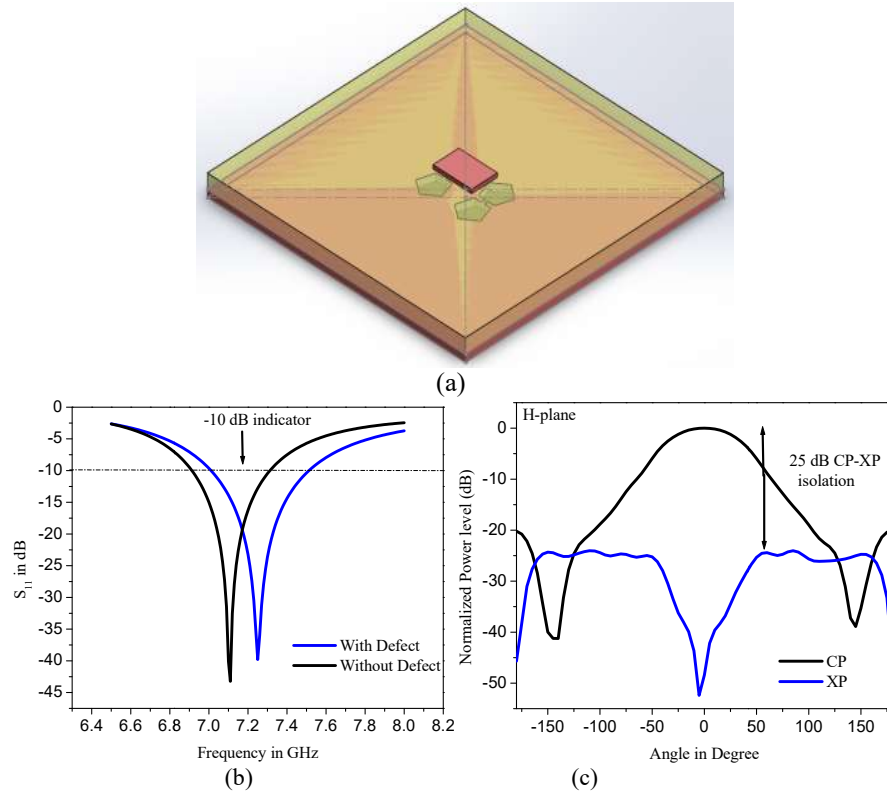 (a)
-10 dB indicator
0
-5
-10
-15
-20
-25
-30
-35
-40
-45
S11 in dB
With Defect
Without Defect
6.4 6.6 6.8 7.0 7.2 7.4 7.6 7.8 8.0 8.2
Frequency in GHz
(b)
H-plane
25 dB CP-XP
isolation
0
-10
-20
-30
-40
-50
Normalized Power level (dB)
CP
XP
-150 -100 -50 0 50 100 150
Angle in Degree
(c)